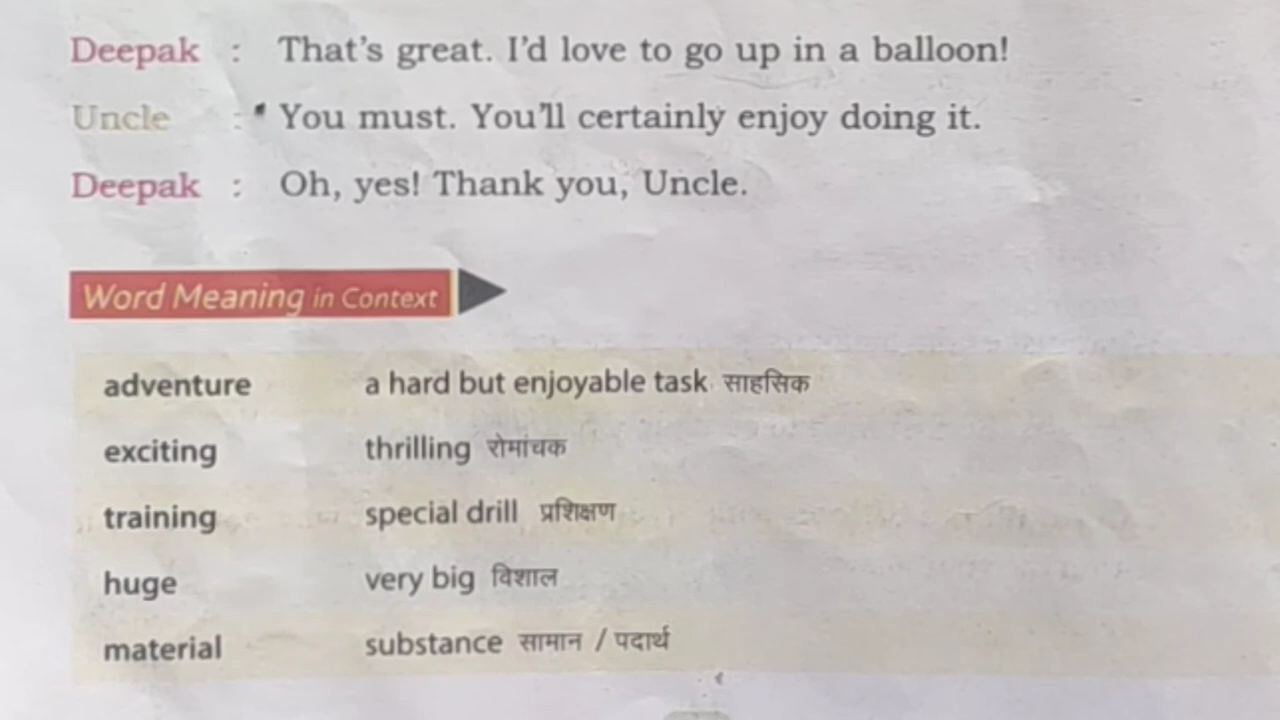 Deepak : That's great. I'd love to go up in a balloon!
Uncle : You must. You'll certainly enjoy doing it.
Deepak : Oh, yes! Thank you, Uncle.
Word Meaning in Context
adventure a hard but enjoyable task साहसिक
exciting thrilling रोमांचक
training special drill प्रशिक्षण
huge very big विशाल
material substance सामान / पदार्थ